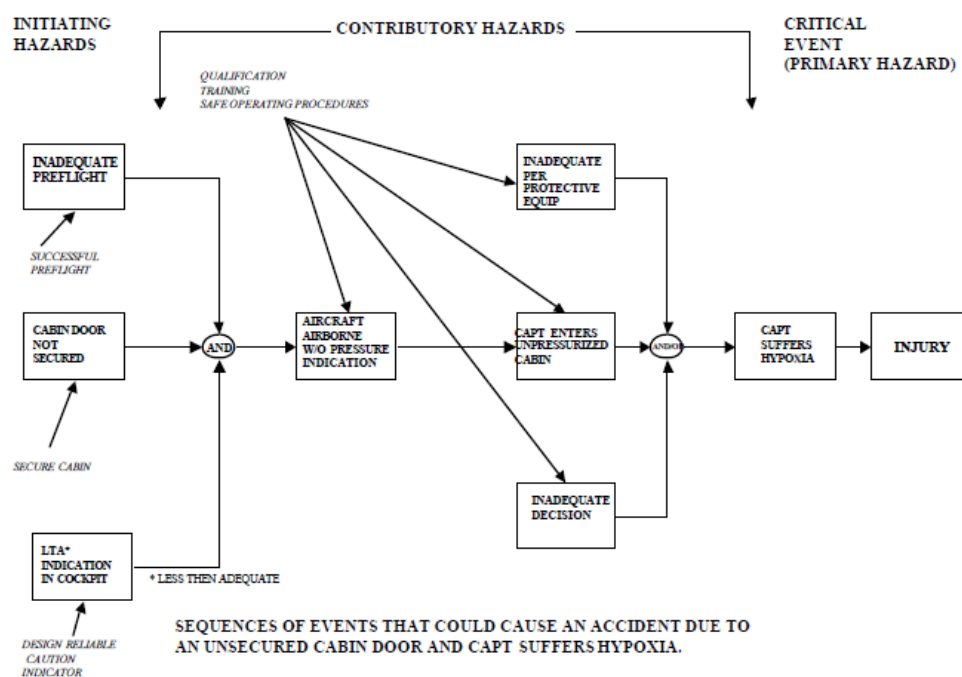 INITIATING
HAZARDS
CONTRIBUTORY HAZARDS
CRITICAL
EVENT
(PRIMARY HAZARD)
QUALIFICATION
TRAINING
SAFE OPERATING PROCEDURES
INADEQUATE
PREFLIGHT
INADEQUATE
PER
PROTECTIVE
EQUIP
SUCCESSFUL
PREFLIGHT
CABIN DOOR
NOT
SECURED
AND
AIRCRAFT
AIRBORNE
W/O PRESSURE
INDICATION
CAPT ENTERS
UNPRESSURIZED
CABIN
AND/OR
CAPT
SUFFERS
HYPOXIA
INJURY
SECURE CABIN
INADEQUATE
DECISION
LTA*
INDICATION
IN COCKPIT
* LESS THEN ADEQUATE
DESIGN RELIABLE
CAUTION
INDICATOR
SEQUENCES OF EVENTS THAT COULD CAUSE AN ACCIDENT DUE TO
AN UNSECURED CABIN DOOR AND CAPT SUFFERS HYPOXIA.